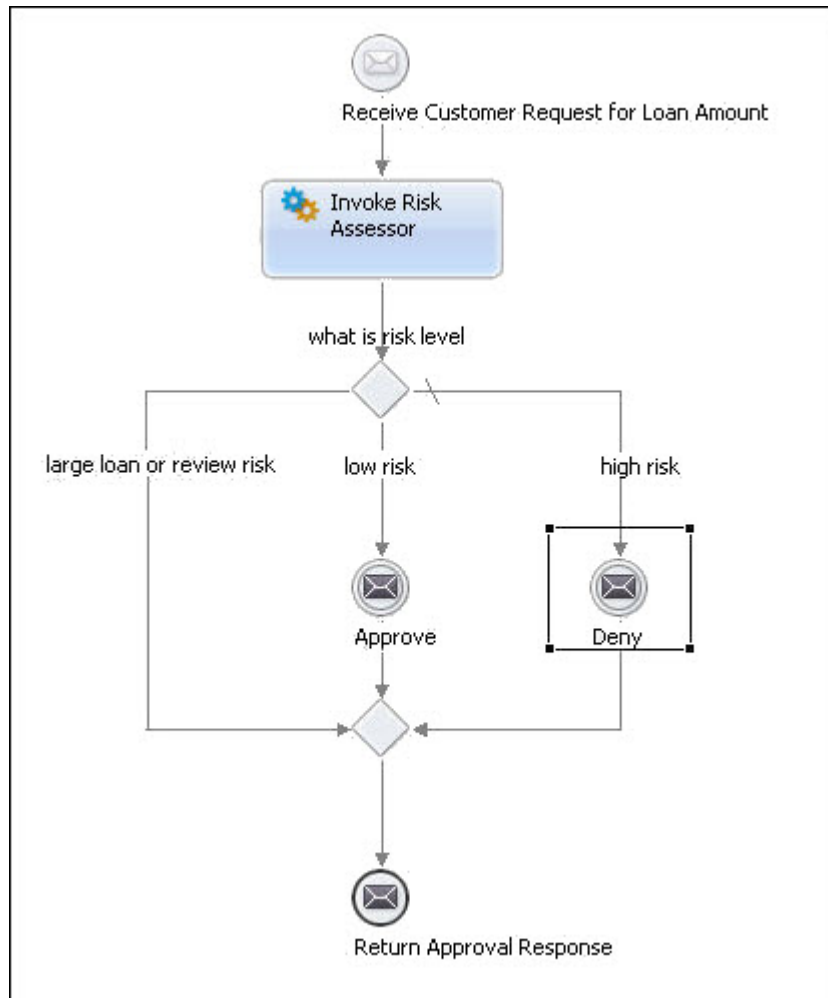 Receive Customer Request for Loan Amount
Invoke Risk
Assessor
what is risk level
large loan or review risk
low risk
high risk
Approve
Deny
Return Approval Response